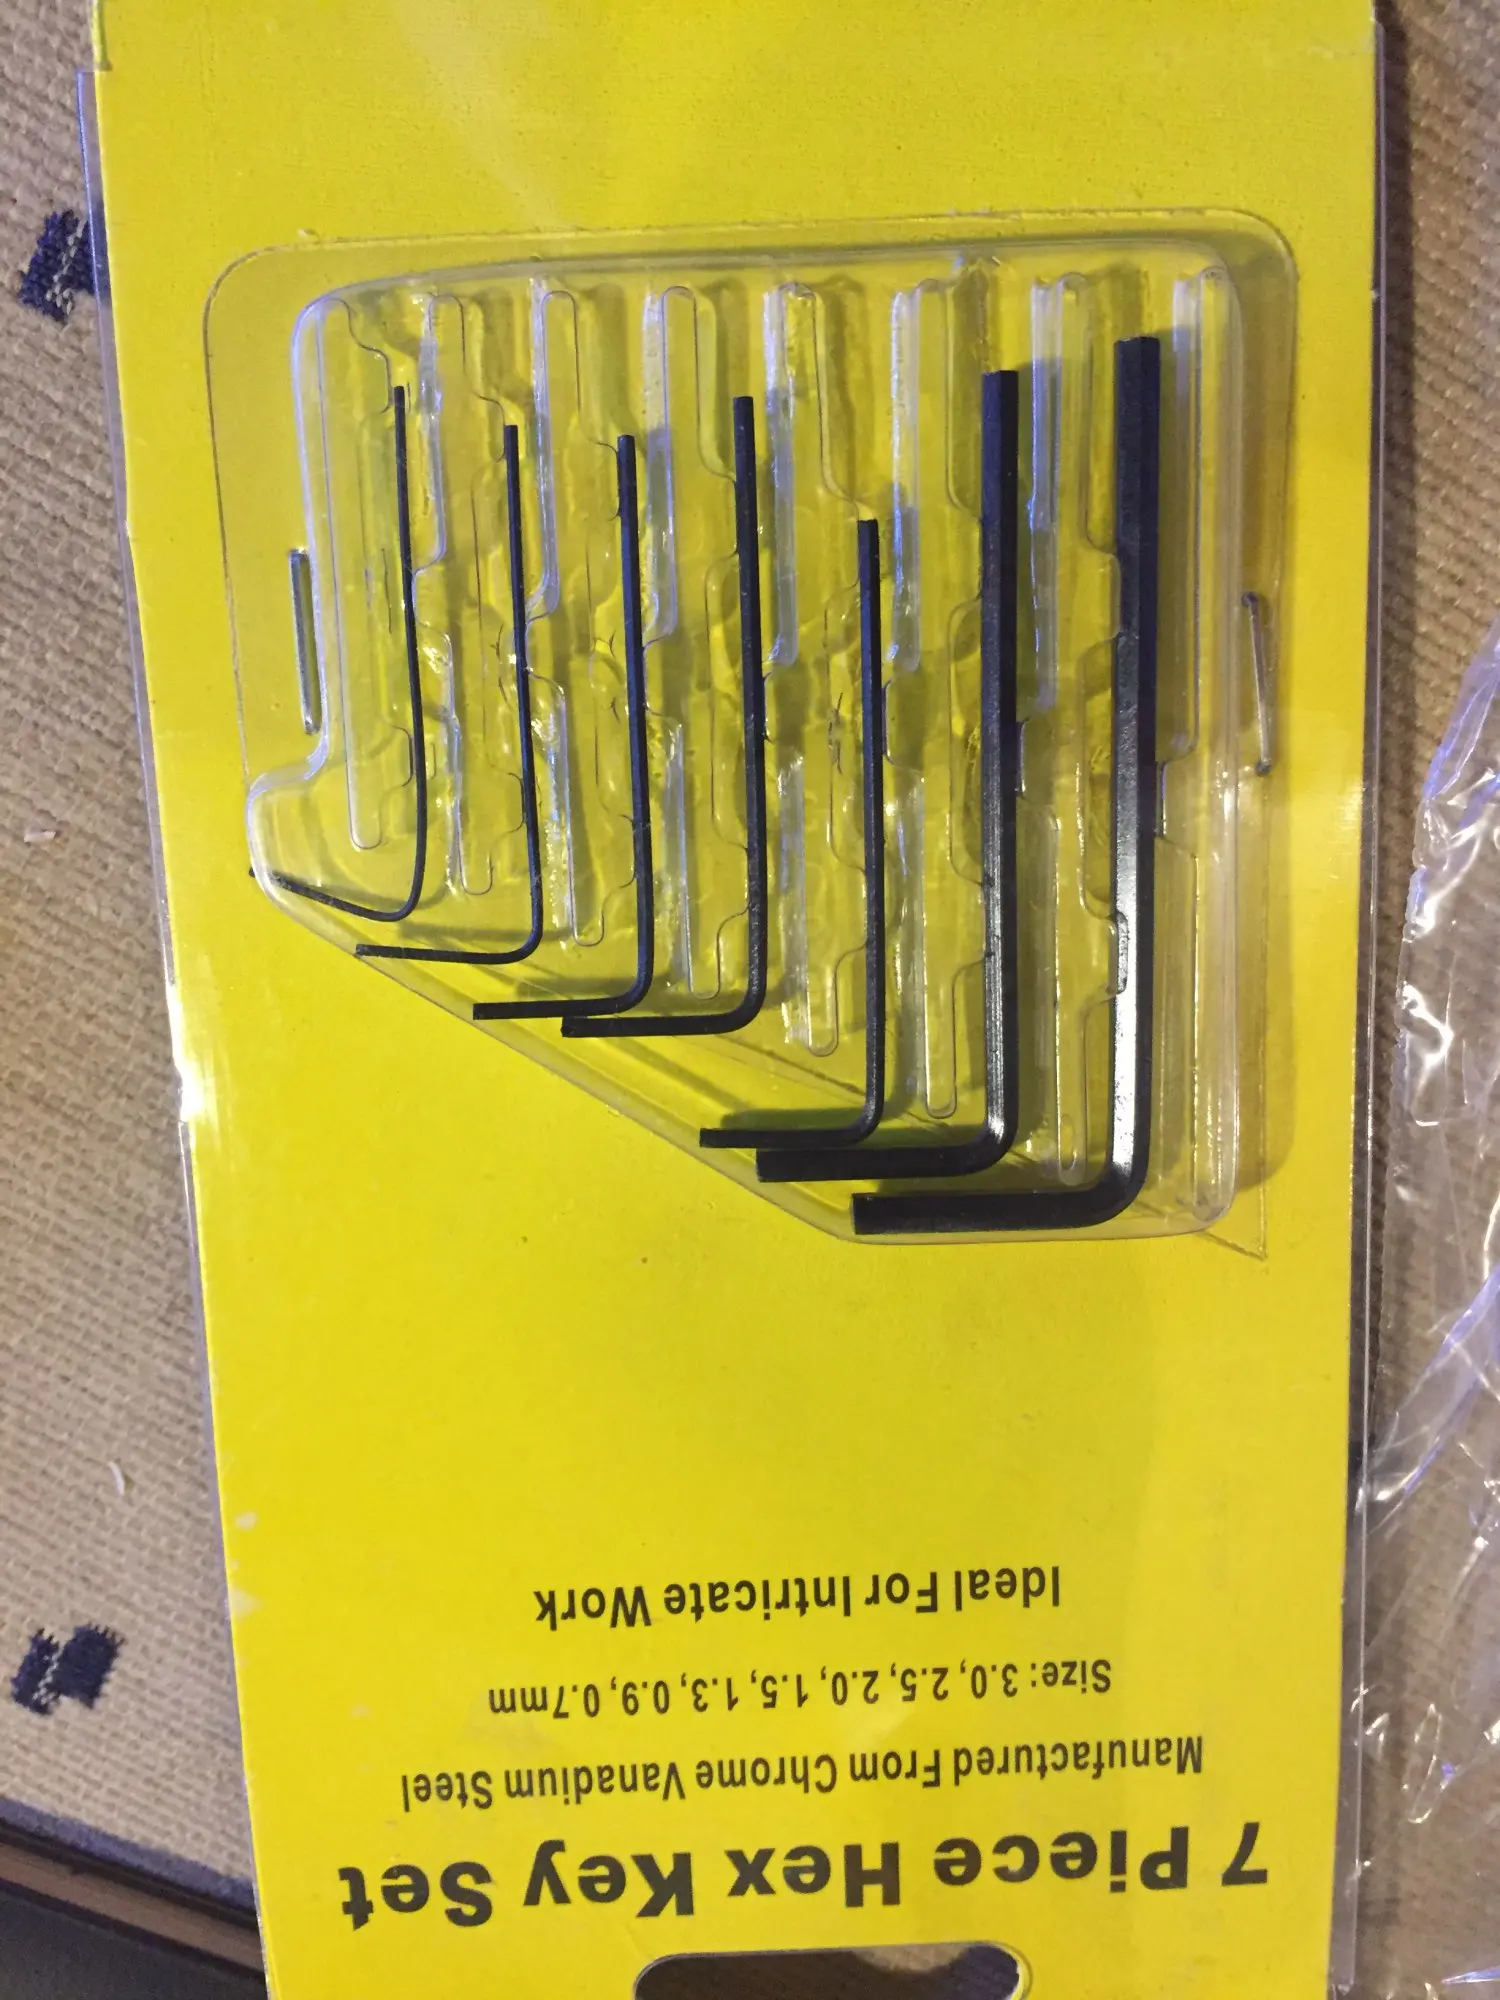 7 Piece Hex Key Set
Manufactured From Chrome Vanadium Steel
Size: 3.0, 2.5, 2.0, 1.5, 1.3, 0.9, 0.7mm
Ideal For Intricate Work